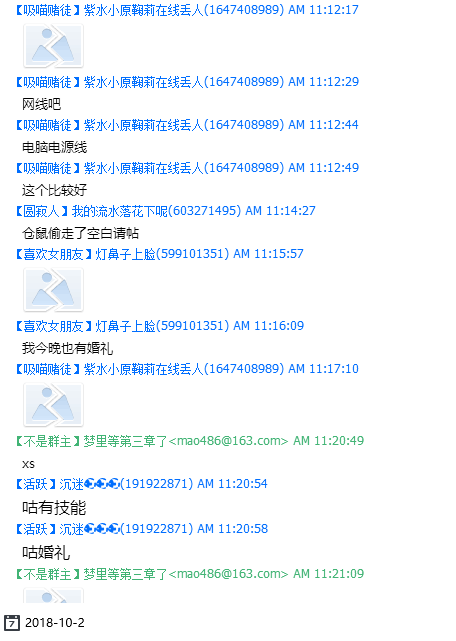 【吸喵赌徒】紫水小原鞠莉在线丢人(1647408989) AM 11:12:17
【吸喵赌徒】紫水小原鞠莉在线丢人(1647408989) AM 11:12:29
网线吧
【吸喵赌徒】紫水小原鞠莉在线丢人(1647408989) AM 11:12:44
电脑电源线
【吸喵赌徒】紫水小原鞠莉在线丢人(1647408989) AM 11:12:49
这个比较好
【圆寂人】我的流水落花下呢(603271495) AM 11:14:27
仓鼠偷走了空白请帖
【喜欢女朋友】灯鼻子上脸(599101351) AM 11:15:57
【喜欢女朋友】灯鼻子上脸(599101351) AM 11:16:09
我今晚也有婚礼
【吸喵赌徒】紫水小原鞠莉在线丢人(1647408989) AM 11:17:10
【不是群主】梦里等第三章了<mao486@163.com> AM 11:20:49
xs
【活跃】沉迷(191922871) AM 11:20:54
咕有技能
【活跃】沉迷(191922871) AM 11:20:58
咕婚礼
【不是群主】梦里等第三章了<mao486@163.com> AM 11:21:09
7 2018-10-2